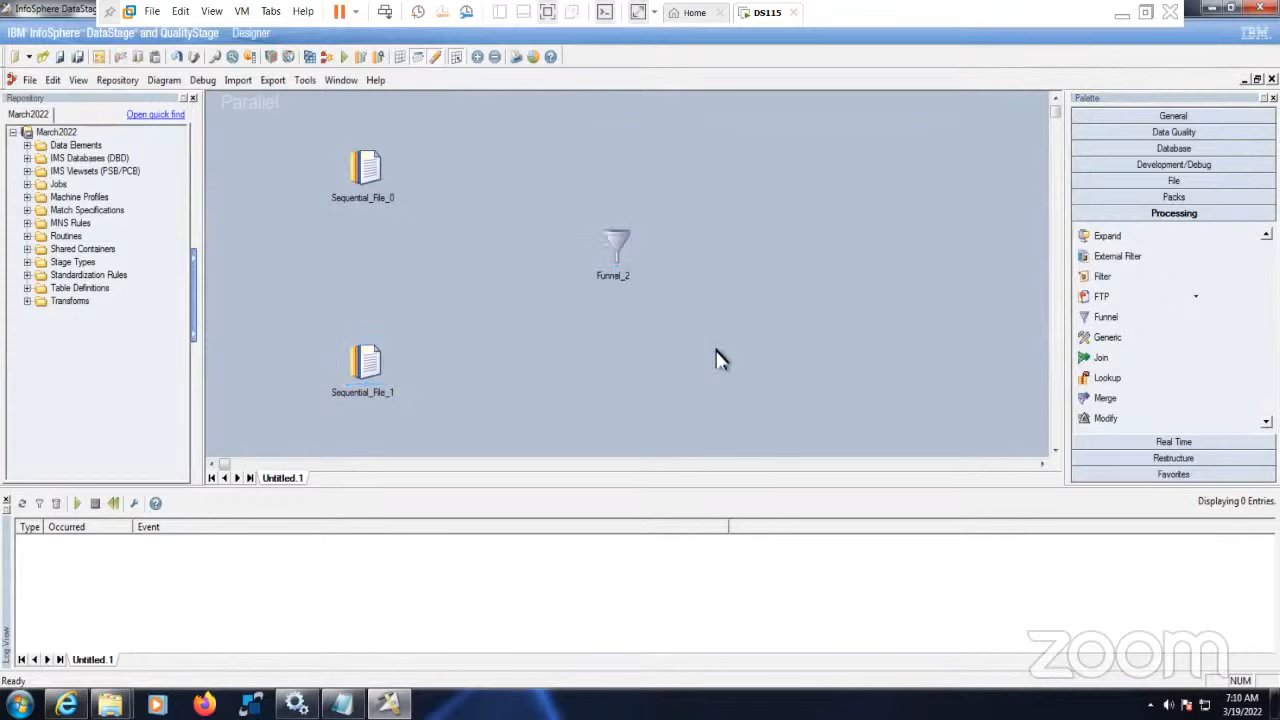 InfoSphere DataStag
File Edit View VM Tabs Help
Home
DS115
IBM InfoSphere DataStage and QualityStage Designer
IBM
File Edit View Repository Diagram Debug Import Export Tools Window Help
Repository
March2022
Open quick find
March2022
Data Elements
IMS Databases (DBD)
IMS Viewsets (PSB/PCB)
Jobs
Machine Profiles
Match Specifications
MNS Rules
Routines
Shared Containers
Stage Types
Standardization Rules
Table Definitions
Transforms
Parallel
Sequential_File_0
Funnel_2
Sequential_File_1
Untitled.1
Palette
General
Data Quality
Database
Development/Debug
File
Packs
Processing
Expand
External Filter
Filter
FTP
Funnel
Generic
Join
Lookup
Merge
Modify
Real Time
Restructure
Favorites
Displaying 0 Entries.
Type Occurred Event
Log View
Untitled.1
zoom
Ready
NUM
7:10 AM
3/19/2022